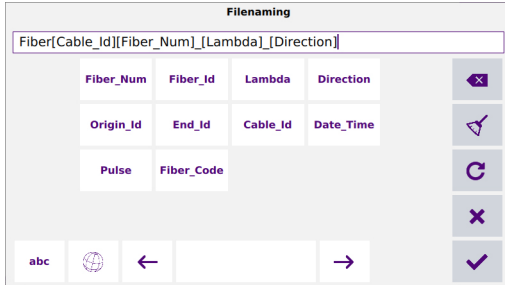 Filenaming
Fiber[Cable_Id][Fiber_Num]_[Lambda]_[Direction]
Fiber_Num Fiber_Id Lambda Direction
Origin_Id End_Id Cable_Id Date_Time
Pulse Fiber_Code
abc